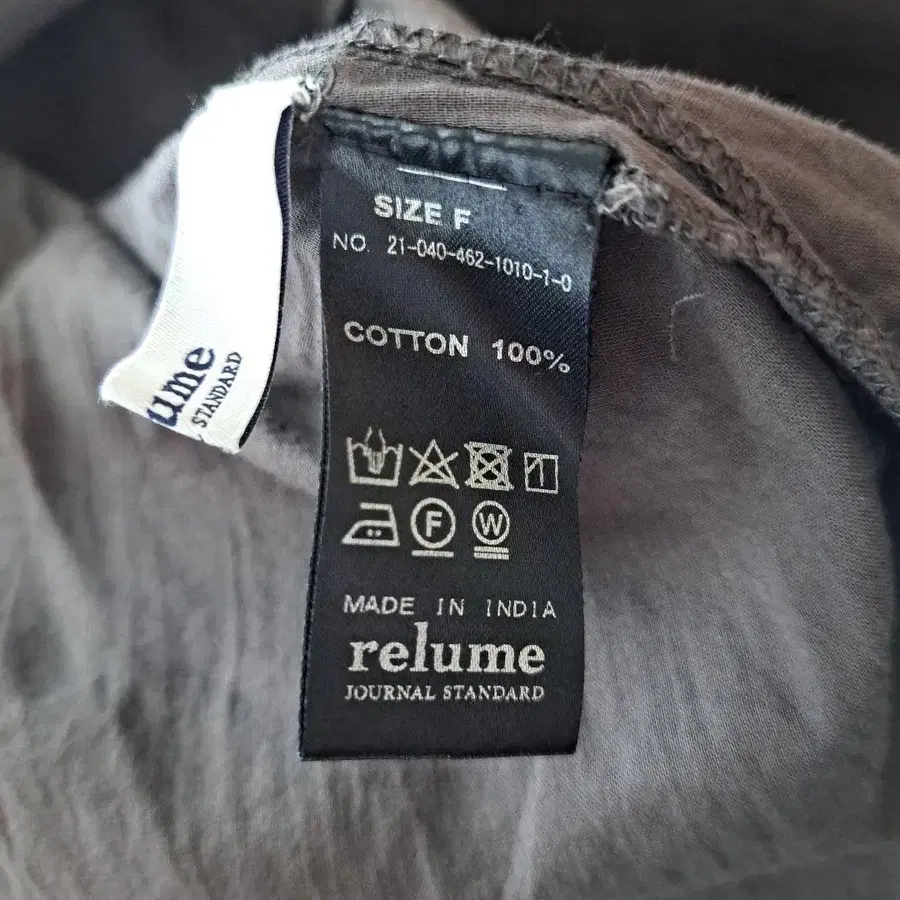 SIZE F
NO. 21-040-462-1010-1-0
COTTON 100%
F W
MADE IN INDIA
relume
JOURNAL STANDARD
ume
STANDARD